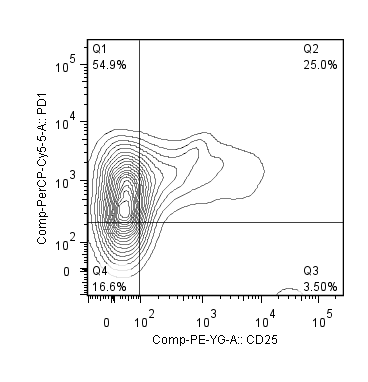 Q1
54.9%
Q2
25.0%
10^5
10^4
10^3
10^2
0
Comp-PerCP-Cy5-5-A:: PD1
Q4
16.6%
Q3
3.50%
0
10^2
10^3
10^4
10^5
Comp-PE-YG-A:: CD25